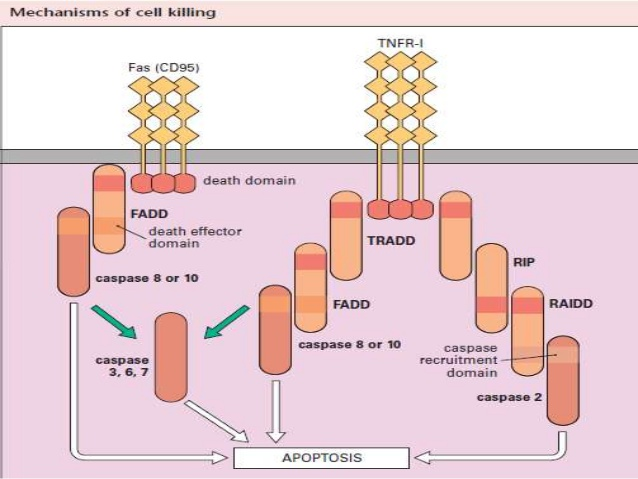 Mechanisms of cell killing
TNFR-I
Fas (CD95)
death domain
FADD
death effector
domain
TRADD
caspase 8 or 10
RIP
RAIDD
FADD
caspase 8 or 10
caspase
3, 6, 7
caspase
recruitment
domain
caspase 2
APOPTOSIS